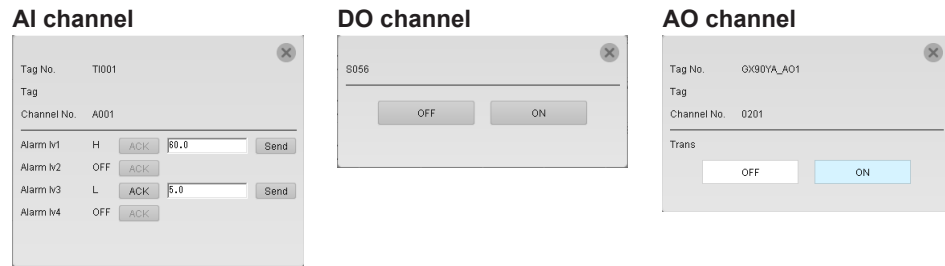 AI channel
Tag No. TI001
Tag
Channel No. A001
Alarm lv1 H ACK 60.0 Send
Alarm lv2 OFF ACK
Alarm lv3 L ACK 5.0 Send
Alarm lv4 OFF ACK
DO channel
S056
OFF ON
AO channel
Tag No. GX90YA_AO1
Tag
Channel No. 0201
Trans
OFF ON